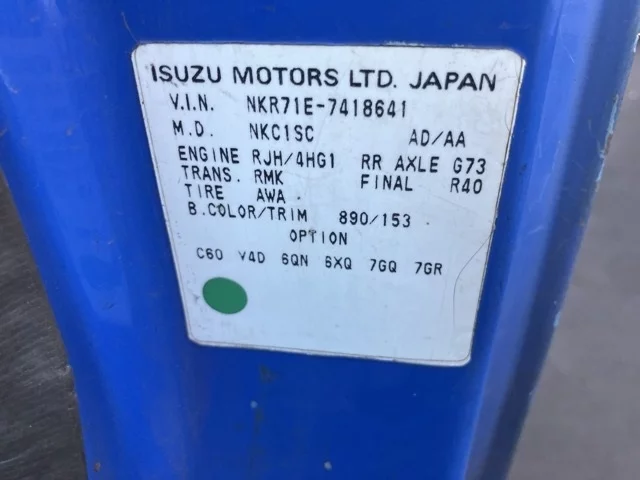 ISUZU MOTORS LTD. JAPAN
V.I.N. NKR71E-7418641
M.D. NKC1SC AD/AA
ENGINE RJH/4HG1 RR AXLE G73
TRANS. RMK FINAL R40
TIRE AWA
B.COLOR/TRIM 890/153
OPTION
C60 V4D 6QN 6XQ 7GQ 7GR